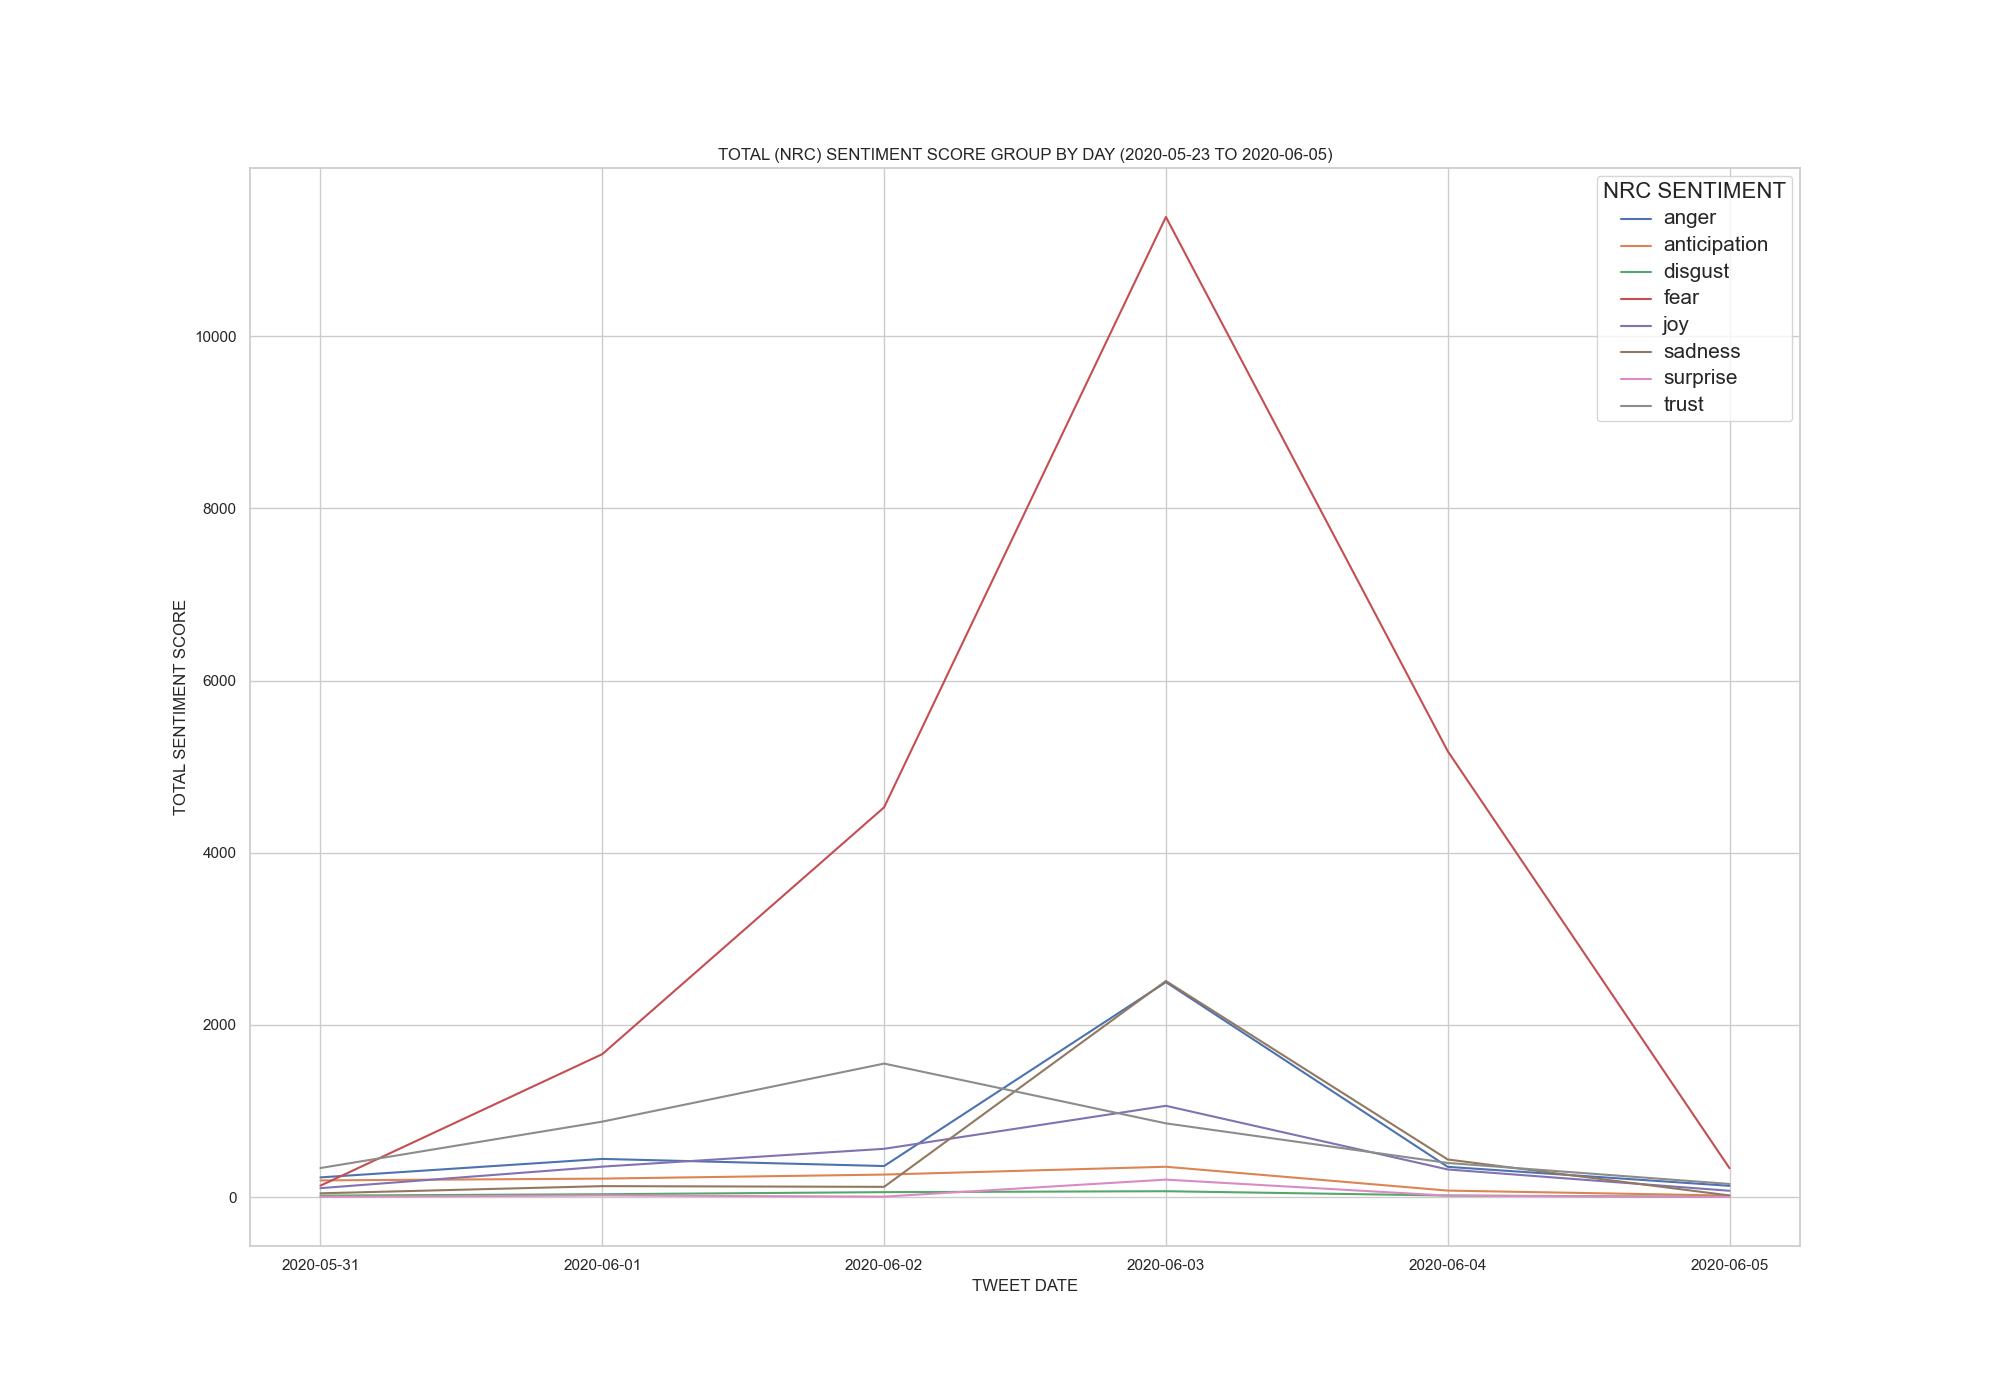 TOTAL (NRC) SENTIMENT SCORE GROUP BY DAY (2020-05-23 TO 2020-06-05)
NRC SENTIMENT
anger
anticipation
disgust
fear
joy
sadness
surprise
trust
TOTAL SENTIMENT SCORE
10000
8000
6000
4000
2000
0
2020-05-31
2020-06-01
2020-06-02
2020-06-03
2020-06-04
2020-06-05
TWEET DATE